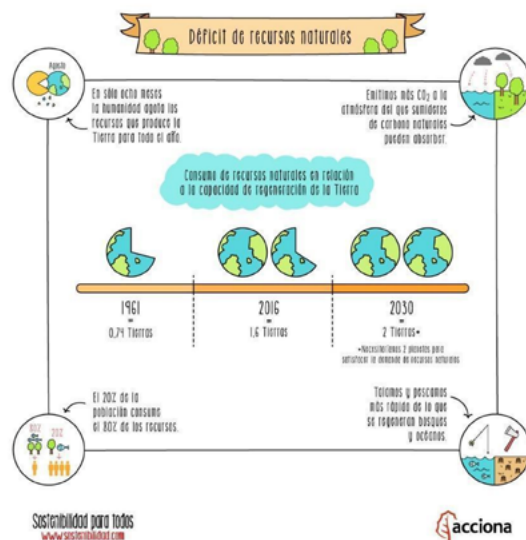 Déficit de recursos naturales
Agosto
En sólo ocho meses
la humanidad agota los
recursos que produce la
Tierra para todo el año.
Emitimos más CO₂ a la
atmósfera del que sumideros
de carbono naturales
pueden absorber.
Consumo de recursos naturales en relación
a la capacidad de regeneración de la Tierra
1961
=
0,74 Tierras
2016
=
1,6 Tierras
2030
=
2 Tierras*
*Necesitaríamos 2 planetas para
satisfacer la demanda de recursos naturales
El 20% de la
población consume
el 80% de los recursos.
80% 20%
Talamos y pescamos
más rápido de lo que
se regeneran bosques
y océanos.
Sostenibilidad para todos
www.sostenibilidad.com
acciona